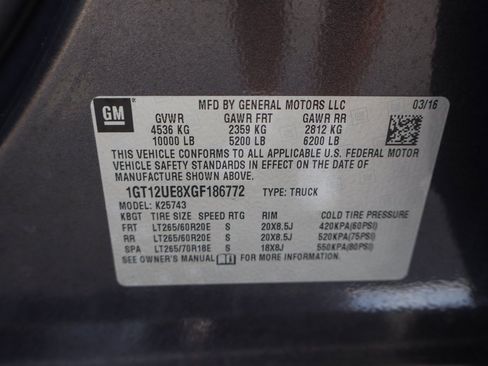 GM
MFD BY GENERAL MOTORS LLC 03/16
GVWR GAWR FRT GAWR RR
4536 KG 2359 KG 2812 KG
10000 LB 5200 LB 6200 LB
THIS VEHICLE CONFORMS TO ALL APPLICABLE U.S. FEDERAL MOTOR
VEHICLE SAFETY STANDARDS IN EFFECT ON THE DATE OF
MANUFACTURE SHOWN ABOVE.
1GT12UE8XGF186772 TYPE: TRUCK
MODEL: K25743
KBGT TIRE SIZE SPEED RTG RIM COLD TIRE PRESSURE
FRT LT265/60R20E S 20X8.5J 420KPA(60PSI)
RR LT265/60R20E S 20X8.5J 520KPA(75PSI)
SPA LT265/70R18E S 18X8J 550KPA(80PSI)
SEE OWNER'S MANUAL FOR MORE INFORMATION.